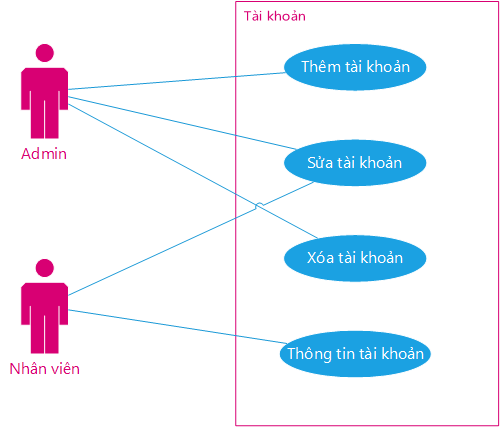 Tài khoản
Thêm tài khoản
Admin
Sửa tài khoản
Xóa tài khoản
Nhân viên
Thông tin tài khoản